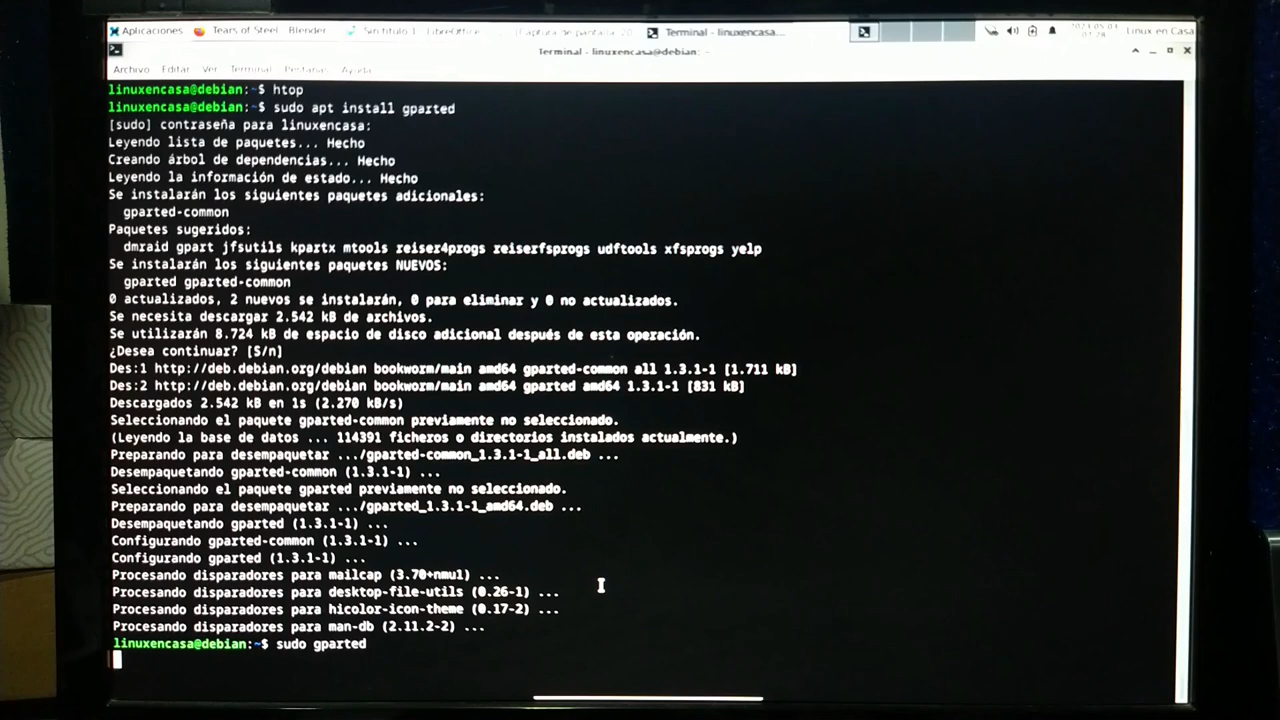 Aplicaciones Tears of Steel Blender Sin título 1 LibreOffice [Captura de pantalla 20 Terminal - linuxencasa... Linux en Casa
Terminal - linuxencasa@debian: ~
Archivo Editar Ver Terminal Pestañas Ayuda
linuxencasa@debian:~$ htop
linuxencasa@debian:~$ sudo apt install gparted
[sudo] contraseña para linuxencasa:
Leyendo lista de paquetes... Hecho
Creando árbol de dependencias... Hecho
Leyendo la información de estado... Hecho
Se instalarán los siguientes paquetes adicionales:
gparted-common
Paquetes sugeridos:
dmraid gpart jfsutils kpartx mtools reiser4progs reiserfsprogs udftools xfsprogs yelp
Se instalarán los siguientes paquetes NUEVOS:
gparted gparted-common
0 actualizados, 2 nuevos se instalarán, 0 para eliminar y 0 no actualizados.
Se necesita descargar 2.542 kB de archivos.
Se utilizarán 8.724 kB de espacio de disco adicional después de esta operación.
¿Desea continuar? [S/n]
Des:1 http://deb.debian.org/debian bookworm/main amd64 gparted-common all 1.3.1-1 [1.711 kB]
Des:2 http://deb.debian.org/debian bookworm/main amd64 gparted amd64 1.3.1-1 [831 kB]
Descargados 2.542 kB en 1s (2.270 kB/s)
Seleccionando el paquete gparted-common previamente no seleccionado.
(Leyendo la base de datos ... 114391 ficheros o directorios instalados actualmente.)
Preparando para desempaquetar .../gparted-common_1.3.1-1_all.deb ...
Desempaquetando gparted-common (1.3.1-1) ...
Seleccionando el paquete gparted previamente no seleccionado.
Preparando para desempaquetar .../gparted_1.3.1-1_amd64.deb ...
Desempaquetando gparted (1.3.1-1) ...
Configurando gparted-common (1.3.1-1) ...
Configurando gparted (1.3.1-1) ...
Procesando disparadores para mailcap (3.70+nmu1) ...
Procesando disparadores para desktop-file-utils (0.26-1) ...
Procesando disparadores para hicolor-icon-theme (0.17-2) ...
Procesando disparadores para man-db (2.11.2-2) ...
linuxencasa@debian:~$ sudo gparted